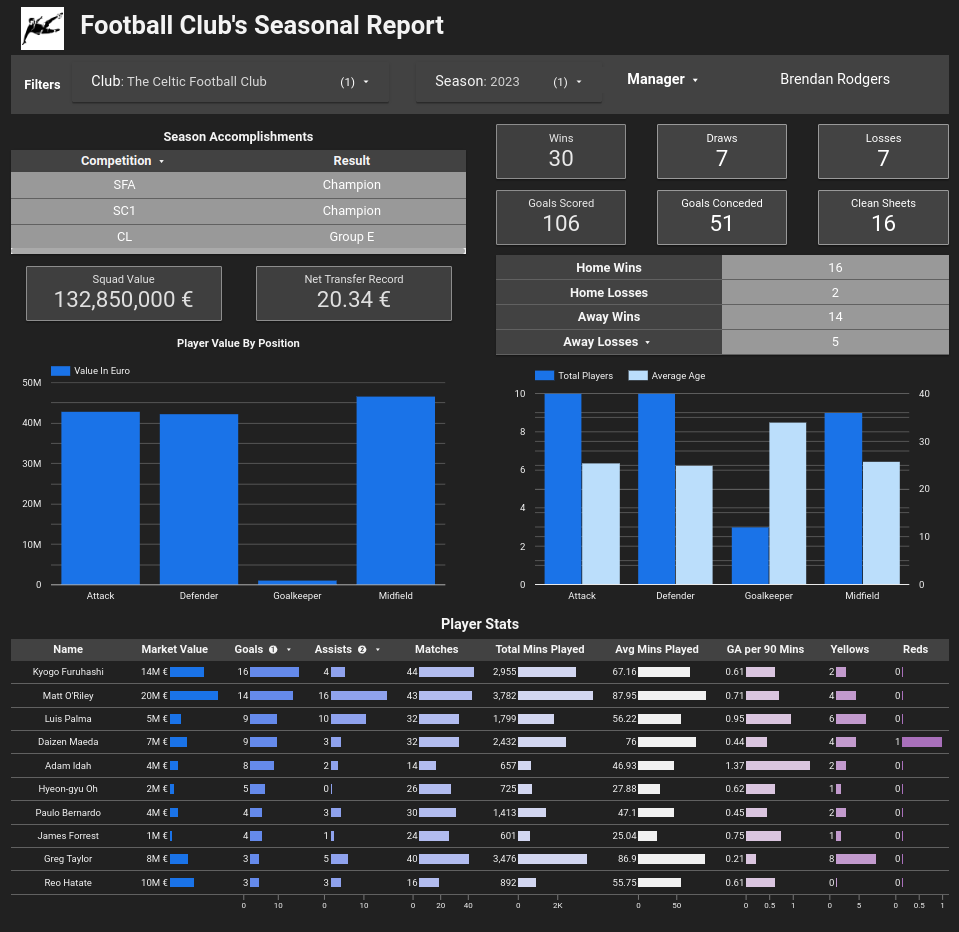 Football Club's Seasonal Report
Filters
Club: The Celtic Football Club (1)
Season: 2023 (1)
Manager
Brendan Rodgers
Season Accomplishments
Competition Result
SFA Champion
SC1 Champion
CL Group E
Squad Value
132,850,000 €
Net Transfer Record
20.34 €
Wins
30
Draws
7
Losses
7
Goals Scored
106
Goals Conceded
51
Clean Sheets
16
Home Wins 16
Home Losses 2
Away Wins 14
Away Losses 5
Player Value By Position
Value In Euro
50M
40M
30M
20M
10M
0
Attack Defender Goalkeeper Midfield
Total Players Average Age
10 40
8 30
6
20
4
10
2
0 0
Attack Defender Goalkeeper Midfield
Player Stats
Name Market Value Goals 1 Assists 2 Matches Total Mins Played Avg Mins Played GA per 90 Mins Yellows Reds
Kyogo Furuhashi 14M € 16 4 44 2,955 67.16 0.61 2 0
Matt O'Riley 20M € 14 16 43 3,782 87.95 0.71 4 0
Luis Palma 5M € 9 10 32 1,799 56.22 0.95 6 0
Daizen Maeda 7M € 9 3 32 2,432 76 0.44 4 1
Adam Idah 4M € 8 2 14 657 46.93 1.37 2 0
Hyeon-gyu Oh 2M € 5 0 26 725 27.88 0.62 1 0
Paulo Bernardo 4M € 4 3 30 1,413 47.1 0.45 2 0
James Forrest 1M € 4 1 24 601 25.04 0.75 1 0
Greg Taylor 8M € 3 5 40 3,476 86.9 0.21 8 0
Reo Hatate 10M € 3 3 16 892 55.75 0.61 0 0
0 10 0 10 0 20 40 0 2K 0 50 0 0.5 1 0 5 0 0.5 1